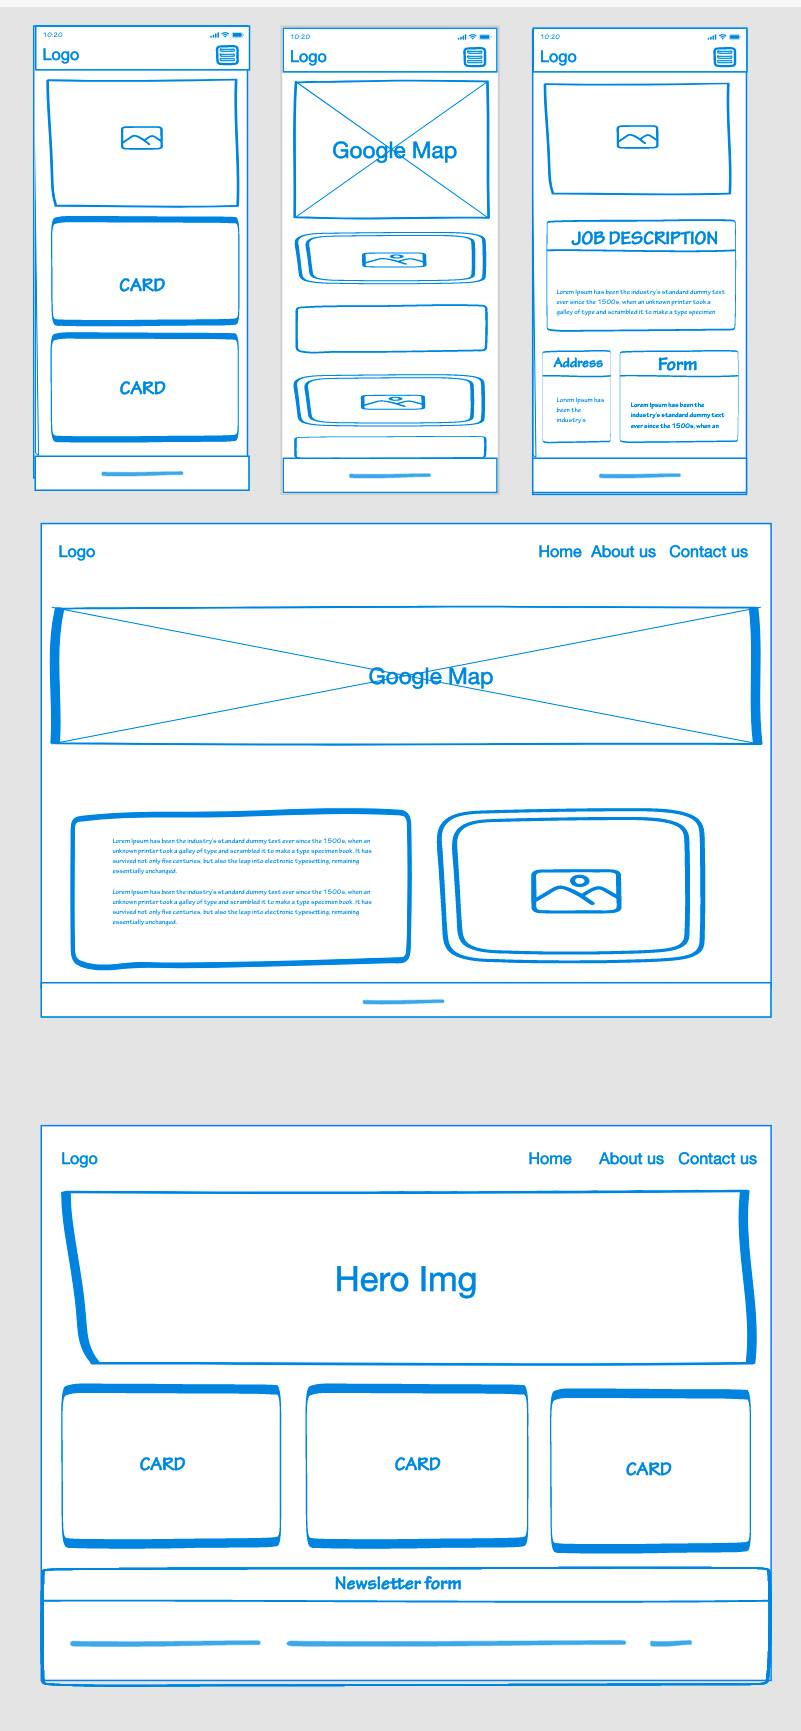 10:20
Logo
CARD
CARD
10:20
Logo
Google Map
10:20
Logo
JOB DESCRIPTION
Lorem Ipsum has been the industry's standard dummy text
ever since the 1500s, when an unknown printer took a
galley of type and scrambled it to make a type specimen
Address
Lorem Ipsum has
been the
industry's
Form
Lorem Ipsum has been the
industry's standard dummy text
ever since the 1500s, when an
Logo
Home About us Contact us
Google Map
Lorem Ipsum has been the industry's standard dummy text ever since the 1500s, when an
unknown printer took a galley of type and scrambled it to make a type specimen book. It has
survived not only five centuries, but also the leap into electronic typesetting, remaining
essentially unchanged.
Lorem Ipsum has been the industry's standard dummy text ever since the 1500s, when an
unknown printer took a galley of type and scrambled it to make a type specimen book. It has
survived not only five centuries, but also the leap into electronic typesetting, remaining
essentially unchanged.
Logo
Home About us Contact us
Hero Img
CARD
CARD
CARD
Newsletter form